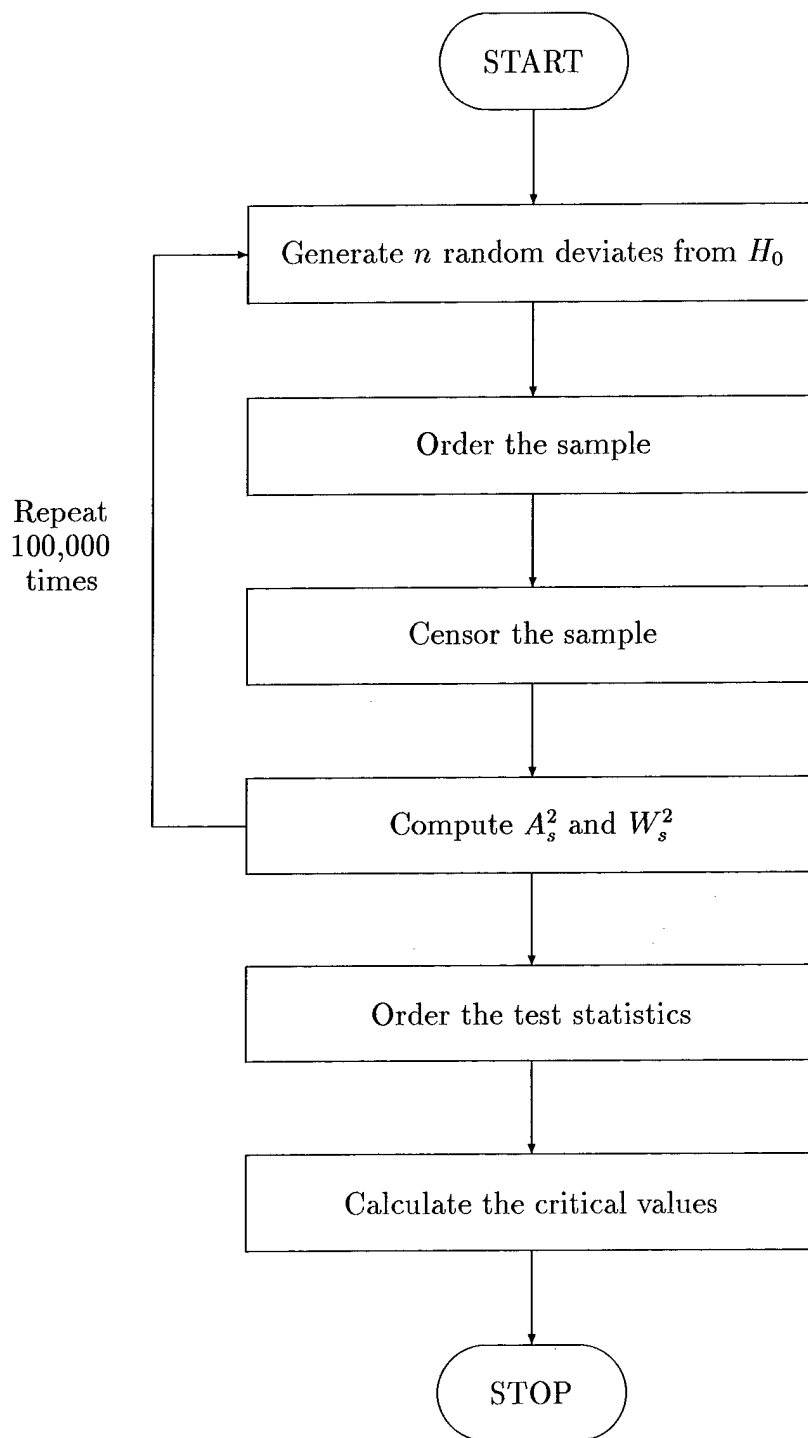 START
Generate n random deviates from H₀
Order the sample
Repeat
100,000
times
Censor the sample
Compute A²ₛ and W²ₛ
Order the test statistics
Calculate the critical values
STOP